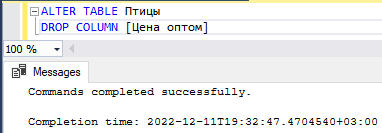 ALTER TABLE Птицы
DROP COLUMN [Цена оптом]
100 %
Messages
Commands completed successfully.
Completion time: 2022-12-11T19:32:47.4704540+03:00